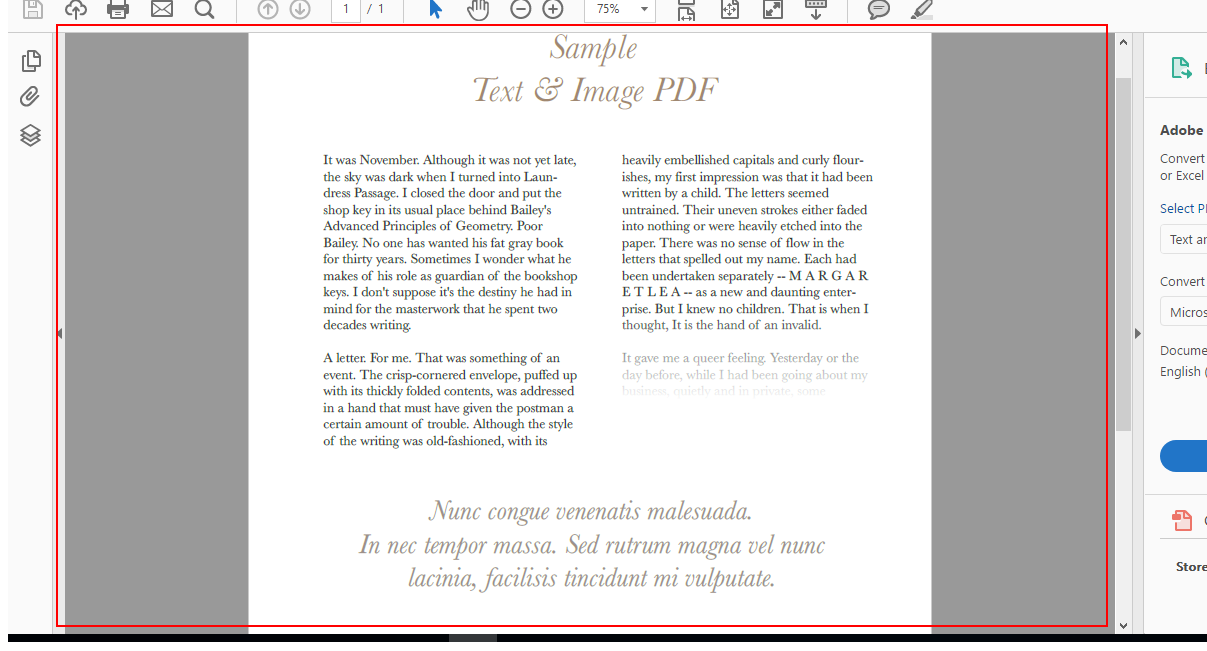 1 / 1
75%
Sample
Text & Image PDF
It was November. Although it was not yet late,
the sky was dark when I turned into Laun-
dress Passage. I closed the door and put the
shop key in its usual place behind Bailey's
Advanced Principles of Geometry. Poor
Bailey. No one has wanted his fat gray book
for thirty years. Sometimes I wonder what he
makes of his role as guardian of the bookshop
keys. I don't suppose it's the destiny he had in
mind for the masterwork that he spent two
decades writing.
A letter. For me. That was something of an
event. The crisp-cornered envelope, puffed up
with its thickly folded contents, was addressed
in a hand that must have given the postman a
certain amount of trouble. Although the style
of the writing was old-fashioned, with its
heavily embellished capitals and curly flour-
ishes, my first impression was that it had been
written by a child. The letters seemed
untrained. Their uneven strokes either faded
into nothing or were heavily etched into the
paper. There was no sense of flow in the
letters that spelled out my name. Each had
been undertaken separately -- M A R G A R
E T L E A -- as a new and daunting enter-
prise. But I knew no children. That is when I
thought, It is the hand of an invalid.
It gave me a queer feeling. Yesterday or the
day before, while I had been going about my
business, quietly and in private, some
Nunc congue venenatis malesuada.
In nec tempor massa. Sed rutrum magna vel nunc
lacinia, facilisis tincidunt mi vulputate.
Adobe
Convert
or Excel
Select
Text
Convert
English (
Store